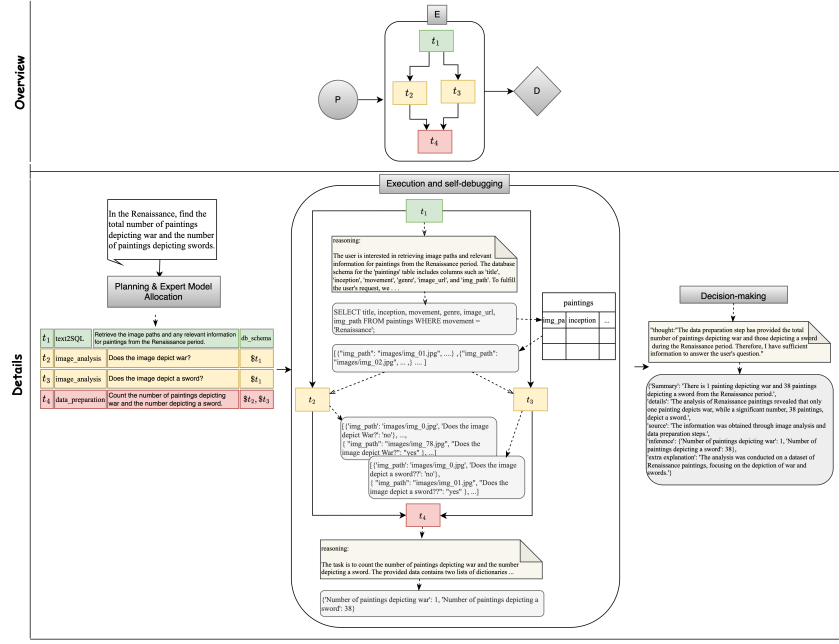 Overview
E
t1
t2
t3
t4
P
D
Details
In the Renaissance, find the
total number of paintings
depicting war and the number
of paintings depicting swords.
Planning & Expert Model
Allocation
t1 text2SQL Retrieve the image paths and any relevant information
for paintings from the Renaissance period. db_schema
t2 image_analysis Does the image depict war? $t1
t3 image_analysis Does the image depict a sword? $t1
t4 data_preparation Count the number of paintings depicting
war and the number depicting a sword. $t2, $t3
Execution and self-debugging
t1
reasoning:
The user is interested in retrieving image paths and relevant
information for paintings from the Renaissance period. The database
schema for the 'paintings' table includes columns such as 'title',
'inception', 'movement', 'genre', 'image_url', and 'img_path'. To fulfill
the user's request, we . . .
SELECT title, inception, movement, genre, image_url,
img_path FROM paintings WHERE movement =
'Renaissance';
paintings
img_pa inception ...
[{"img_path": "images/img_01.jpg", ....} ,{"img_path":
"images/img_02.jpg", ... ,} .... ]
t2
t3
[{'img_path': 'images/img_0.jpg', 'Does the image
depict War?': 'no'}, ...,
{ "img_path": "images/img_78.jpg", "Does the
image depict War?": "yes" }, ...]
[{'img_path': 'images/img_0.jpg', 'Does the image
depict a sword??': 'no'},
{ "img_path": "images/img_01.jpg", "Does the
image depict a sword??": "yes" }, ...]
t4
reasoning:
The task is to count the number of paintings depicting war and the number
depicting a sword. The provided data contains two lists of dictionaries ...
{'Number of paintings depicting war': 1, 'Number of paintings depicting a
sword': 38}
Decision-making
"thought:"The data preparation step has provided the total
number of paintings depicting war and those depicting a sword
during the Renaissance period. Therefore, I have sufficient
information to answer the user's question."
{'Summary': 'There is 1 painting depicting war and 38 paintings
depicting a sword from the Renaissance period.',
'details': 'The analysis of Renaissance paintings revealed that only
one painting depicts war, while a significant number, 38 paintings,
depict a sword.',
'source': 'The information was obtained through image analysis and
data preparation steps.',
'inference': {'Number of paintings depicting war': 1, 'Number of
paintings depicting a sword': 38},
'extra explanation': 'The analysis was conducted on a dataset of
Renaissance paintings, focusing on the depiction of war and
swords.'}